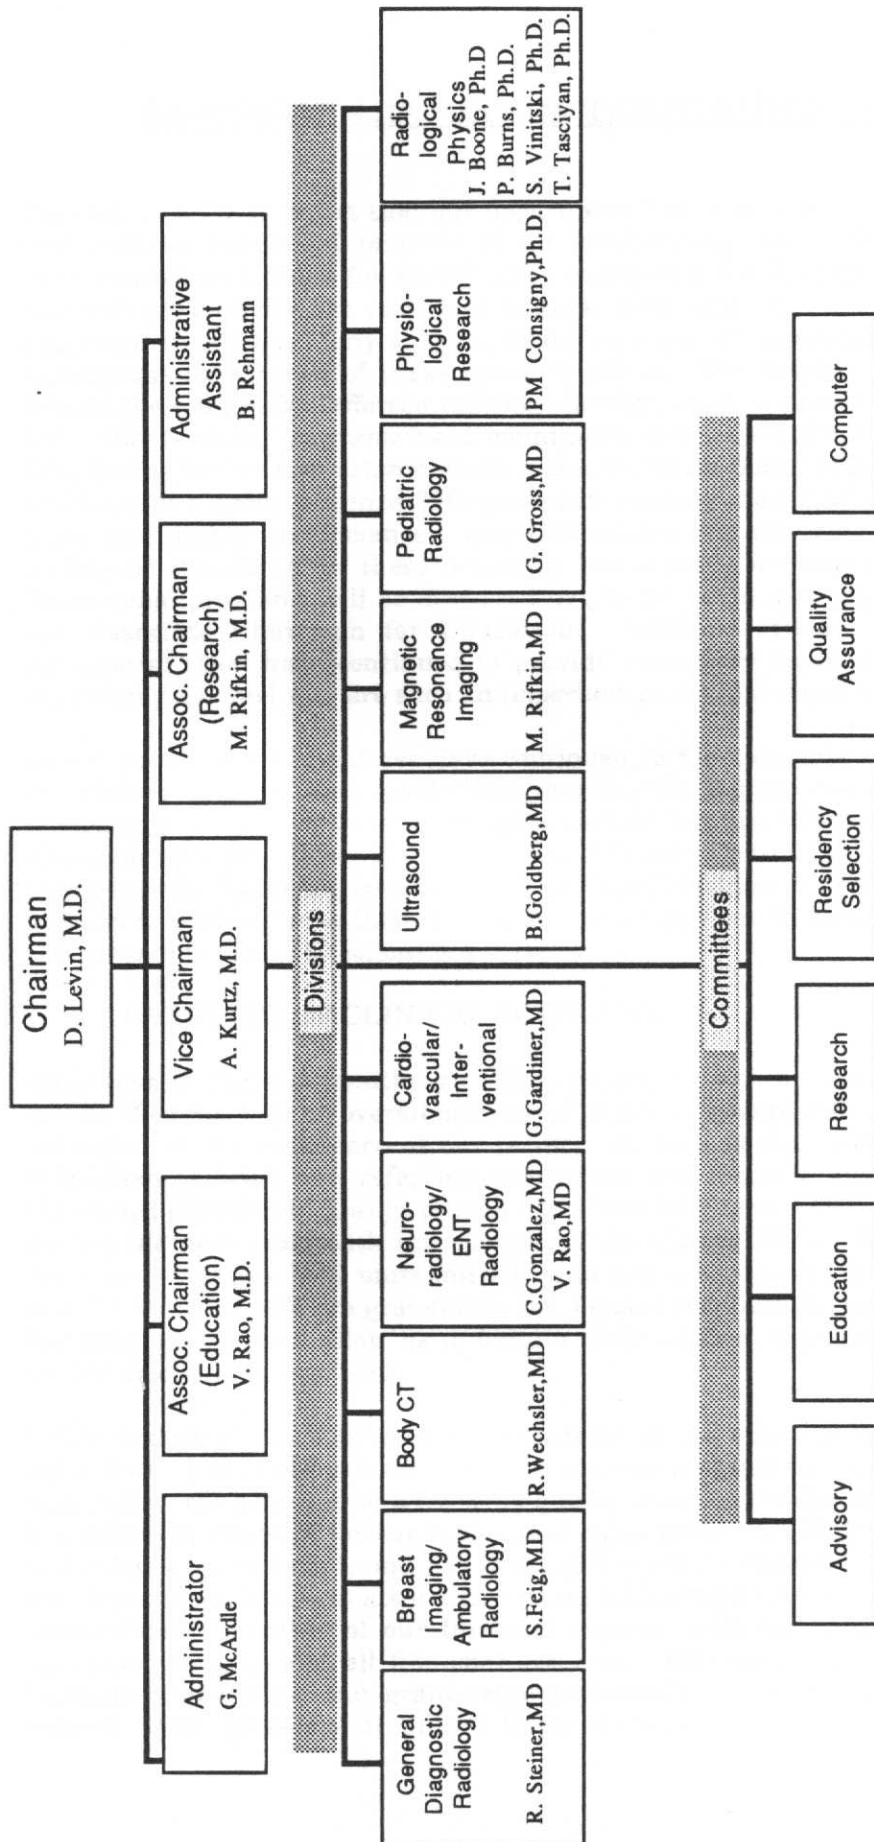 Chairman
D. Levin, M.D.
Administrator
G. McArdle
Assoc. Chairman
(Education)
V. Rao, M.D.
Vice Chairman
A. Kurtz, M.D.
Assoc. Chairman
(Research)
M. Rifkin, M.D.
Administrative
Assistant
B. Rehmann
Divisions
General
Diagnostic
Radiology
R. Steiner,MD
Breast
Imaging/
Ambulatory
Radiology
S.Feig,MD
Body CT
R.Wechsler,MD
Neuro-
radiology/
ENT
Radiology
C.Gonzalez,MD
V. Rao,MD
Cardio-
vascular/
Inter-
ventional
G.Gardiner,MD
Ultrasound
B.Goldberg,MD
Magnetic
Resonance
Imaging
M. Rifkin,MD
Pediatric
Radiology
G. Gross,MD
Physio-
logical
Research
PM Consigny,Ph.D.
Radio-
logical
Physics
J. Boone, Ph.D
P. Burns, Ph.D.
S. Vinitski, Ph.D.
T. Tasciyan, Ph.D.
Committees
Advisory
Education
Research
Residency
Selection
Quality
Assurance
Computer